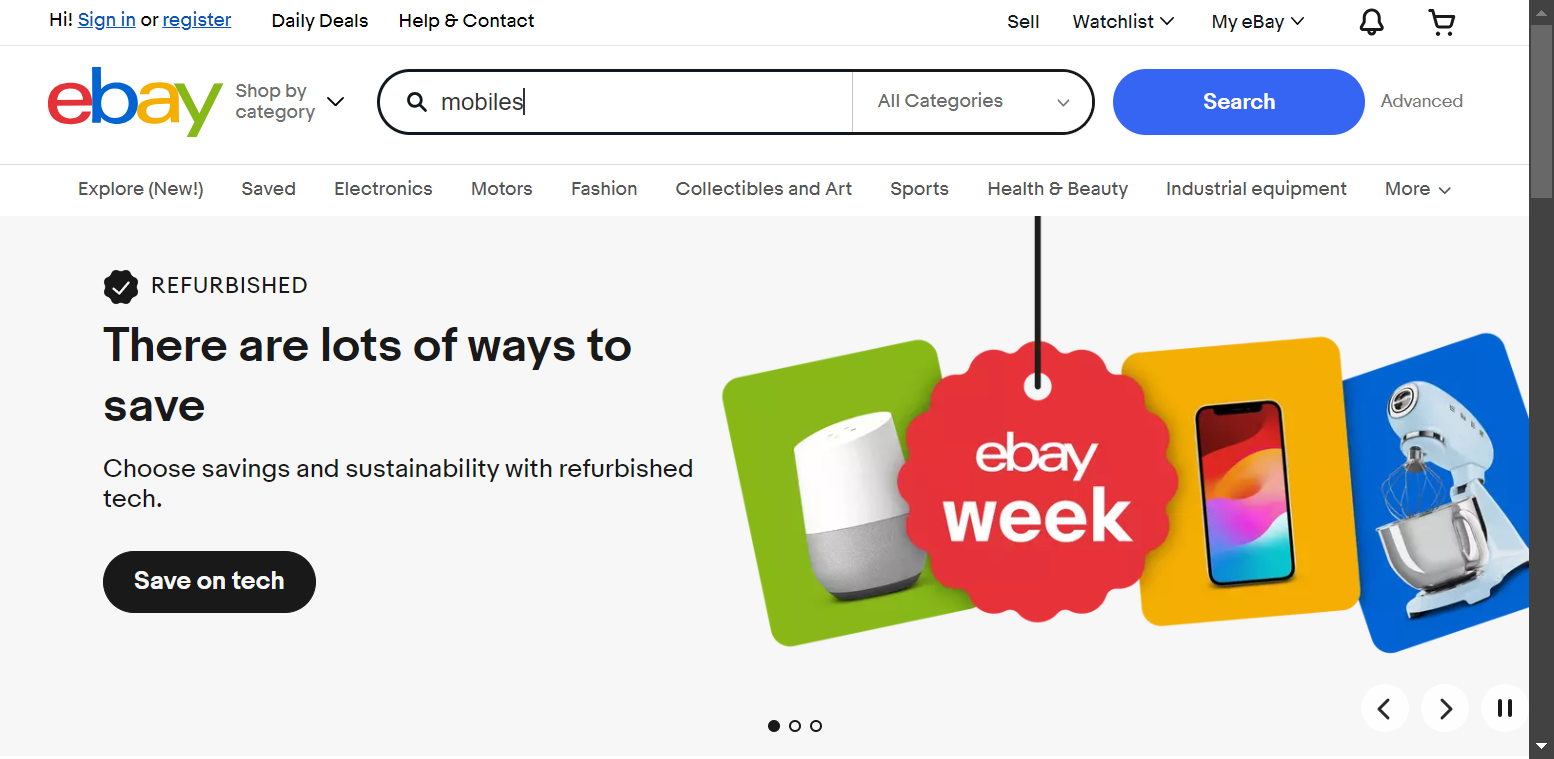 Hi! Sign in or register
Daily Deals
Help & Contact
Sell
Watchlist
My eBay
ebay
Shop by
category
mobiles
All Categories
Search
Advanced
Explore (New!)
Saved
Electronics
Motors
Fashion
Collectibles and Art
Sports
Health & Beauty
Industrial equipment
More
REFURBISHED
There are lots of ways to
save
Choose savings and sustainability with refurbished
tech.
Save on tech
ebay
week